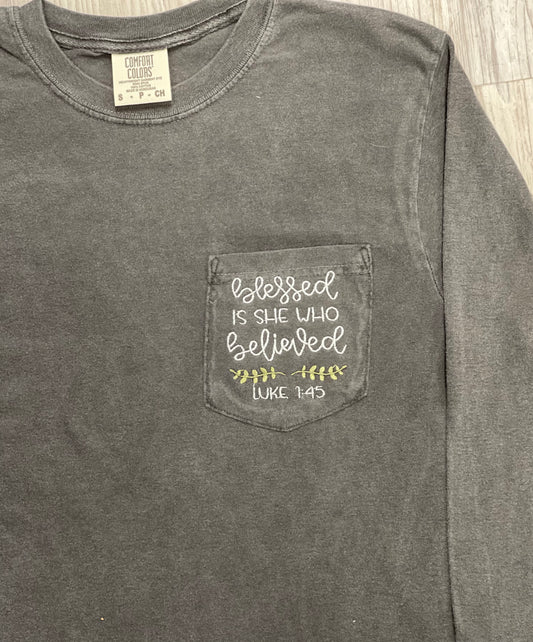 COMFORT
COLORS®
S • P • CH
blessed
IS SHE WHO
believed
LUKE 1:45